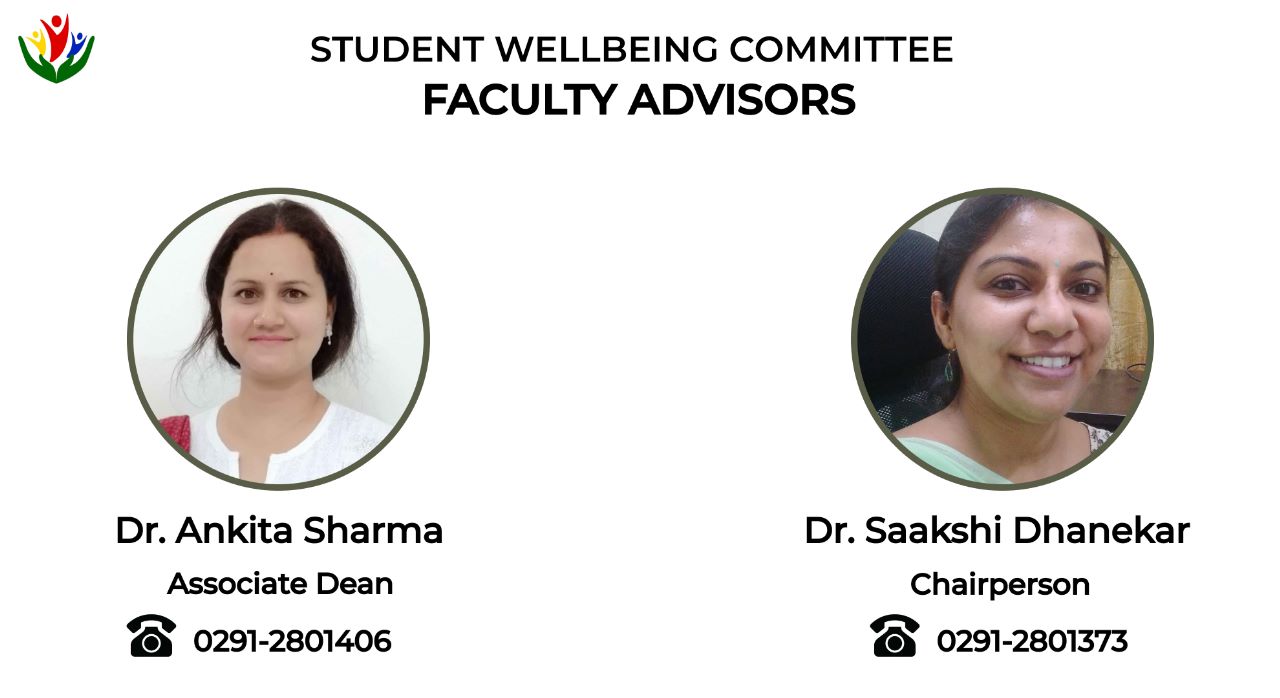 STUDENT WELLBEING COMMITTEE
FACULTY ADVISORS
Dr. Ankita Sharma
Associate Dean
0291-2801406
Dr. Saakshi Dhanekar
Chairperson
0291-2801373